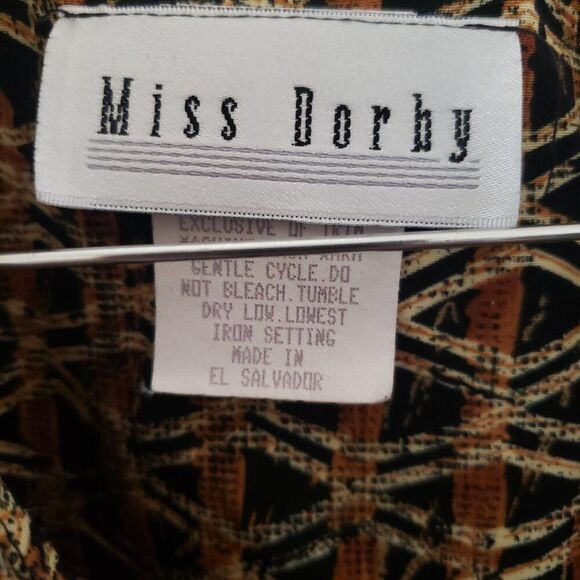 Miss Dorby
EXCLUSIVE OF TRIM
GENTLE CYCLE.DO
NOT BLEACH.TUMBLE
DRY LOW.LOWEST
IRON SETTING
MADE IN
EL SALVADOR